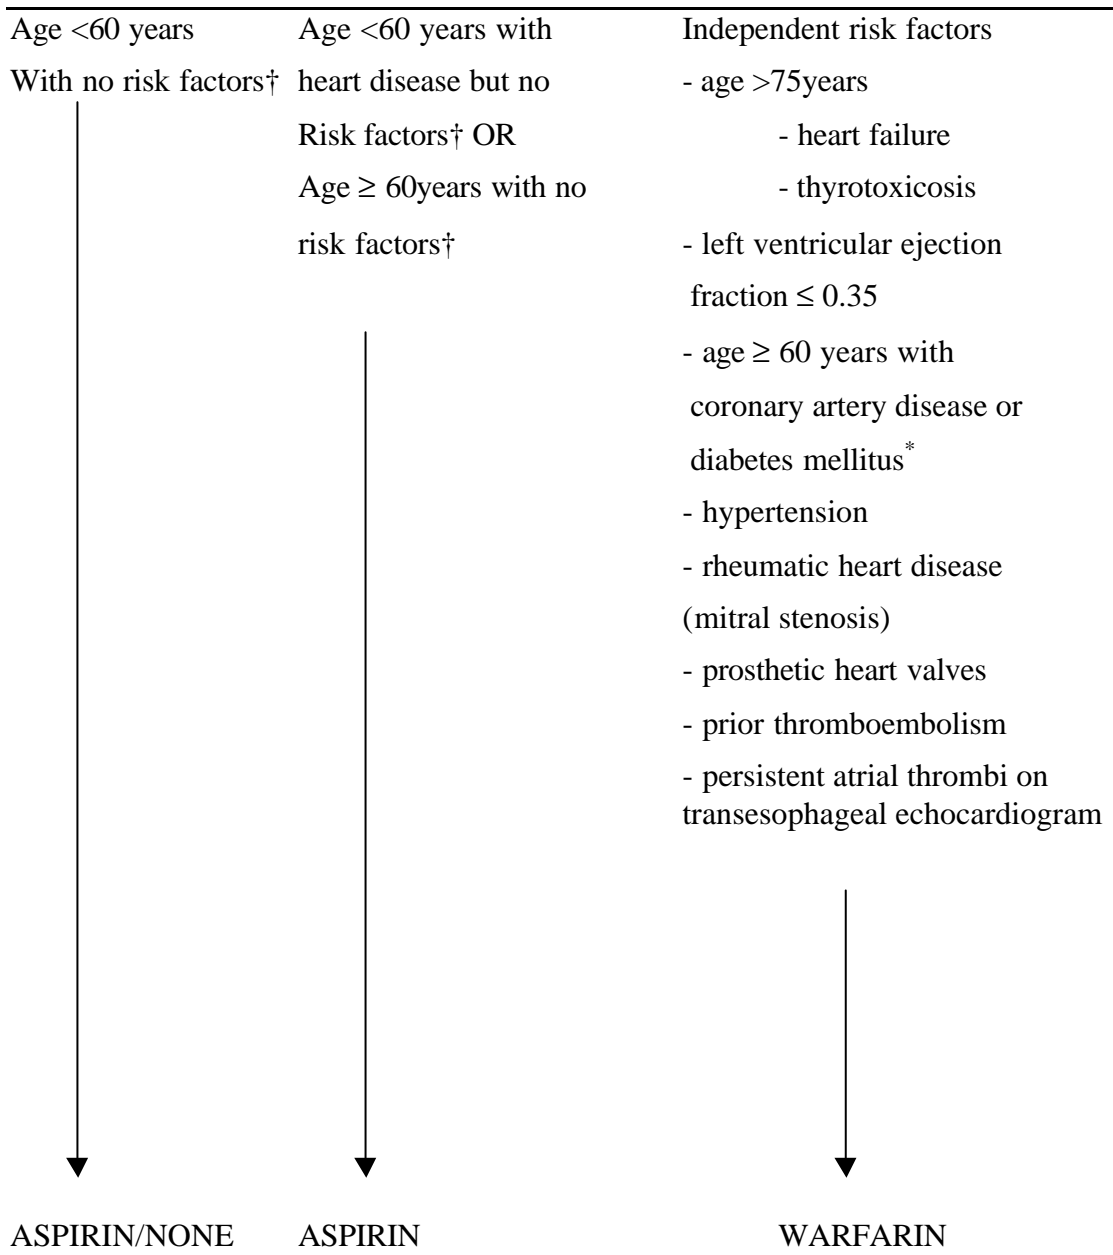 Age <60 years
With no risk factors†
Age <60 years with
heart disease but no
Risk factors† OR
Age ≥ 60years with no
risk factors†
Independent risk factors
- age >75years
- heart failure
- thyrotoxicosis
- left ventricular ejection
fraction ≤ 0.35
- age ≥ 60 years with
coronary artery disease or
diabetes mellitus*
- hypertension
- rheumatic heart disease
(mitral stenosis)
- prosthetic heart valves
- prior thromboembolism
- persistent atrial thrombi on
transesophageal echocardiogram
ASPIRIN/NONE
ASPIRIN
WARFARIN